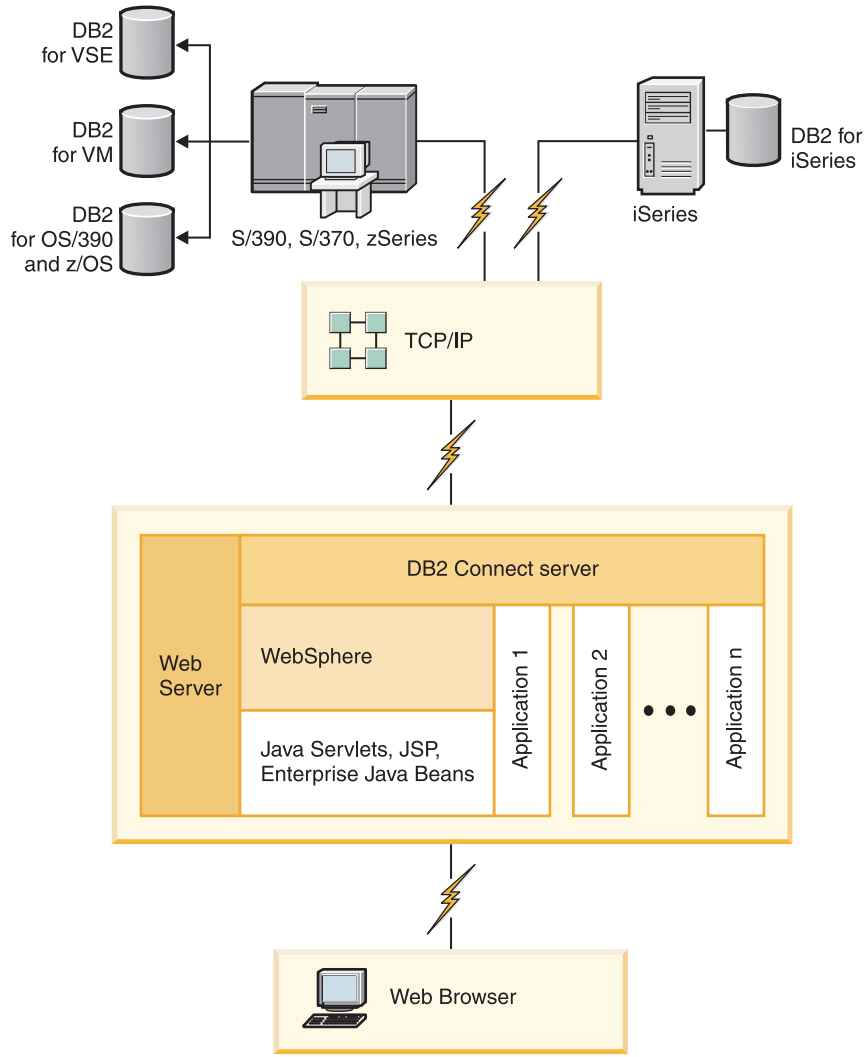 DB2
for VSE
DB2
for VM
DB2
for OS/390
and z/OS
S/390, S/370, zSeries
iSeries
DB2 for
iSeries
TCP/IP
DB2 Connect server
Web
Server
WebSphere
Java Servlets, JSP,
Enterprise Java Beans
Application 1
Application 2
Application n
Web Browser